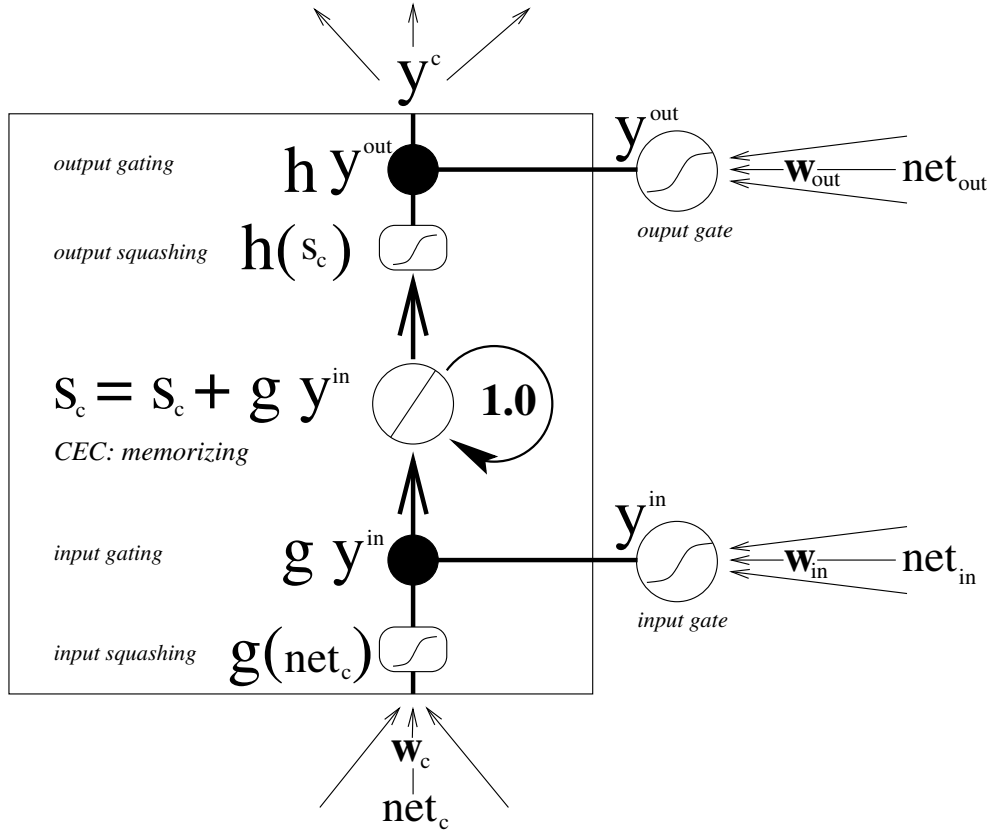 y^c
y^out
output gating
h y^out
w_out
net_out
ouput gate
output squashing
h(s_c)
s_c = s_c + g y^in
1.0
CEC: memorizing
y^in
input gating
g y^in
w_in
net_in
input gate
input squashing
g(net_c)
w_c
net_c